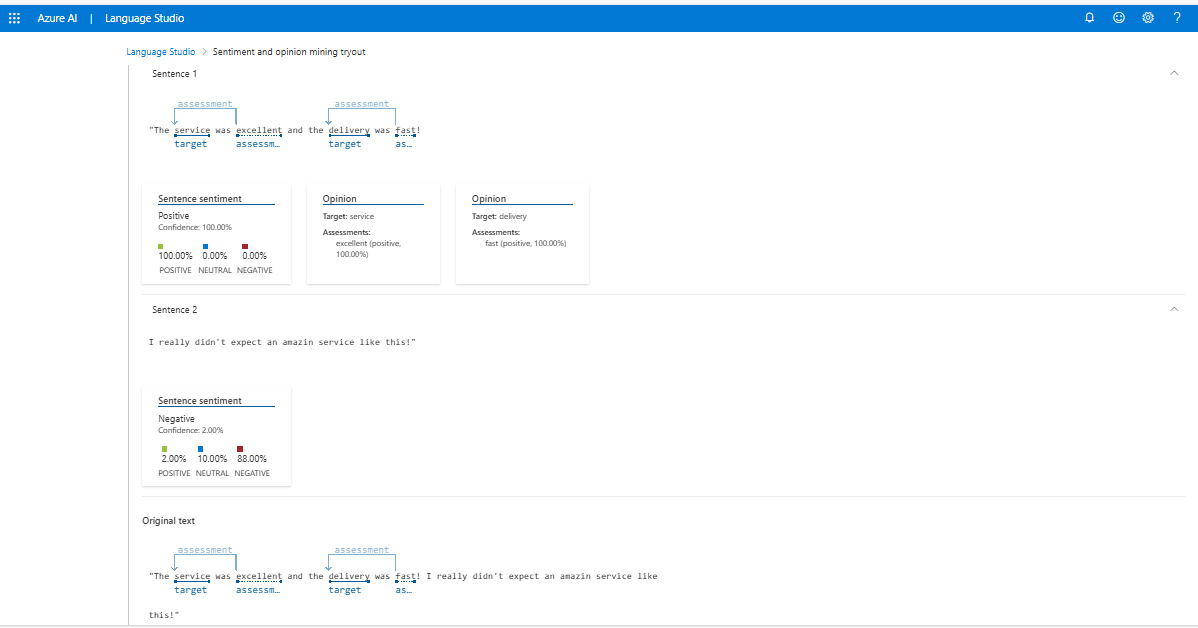 Azure AI | Language Studio ?
Language Studio > Sentiment and opinion mining tryout
Sentence 1
assessment assessment
"The service was excellent and the delivery was fast!
target assessm… target as…
Sentence sentiment
Positive
Confidence: 100.00%
100.00% 0.00% 0.00%
POSITIVE NEUTRAL NEGATIVE
Opinion
Target: service
Assessments:
excellent (positive,
100.00%)
Opinion
Target: delivery
Assessments:
fast (positive, 100.00%)
Sentence 2
I really didn't expect an amazin service like this!"
Sentence sentiment
Negative
Confidence: 2.00%
2.00% 10.00% 88.00%
POSITIVE NEUTRAL NEGATIVE
Original text
assessment assessment
"The service was excellent and the delivery was fast! I really didn't expect an amazin service like
target assessm… target as…
this!"